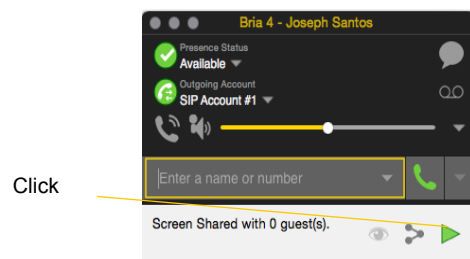 Bria 4 - Joseph Santos
Presence Status
Available
Outgoing Account
SIP Account #1
Enter a name or number
Click
Screen Shared with 0 guest(s).